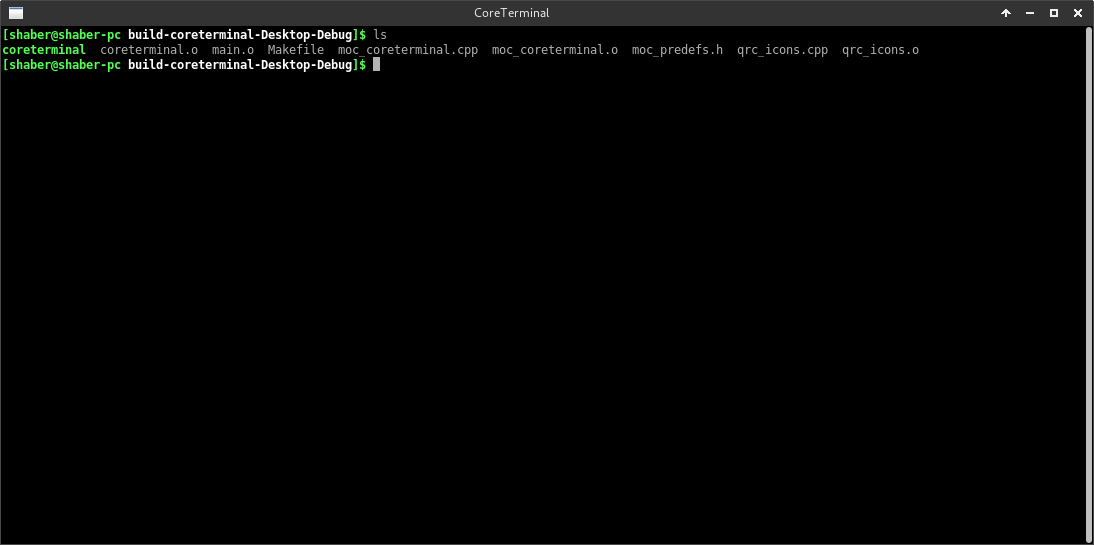 CoreTerminal
[shaber@shaber-pc build-coreterminal-Desktop-Debug]$ ls
coreterminal  coreterminal.o  main.o  Makefile  moc_coreterminal.cpp  moc_coreterminal.o  moc_predefs.h  qrc_icons.cpp  qrc_icons.o
[shaber@shaber-pc build-coreterminal-Desktop-Debug]$